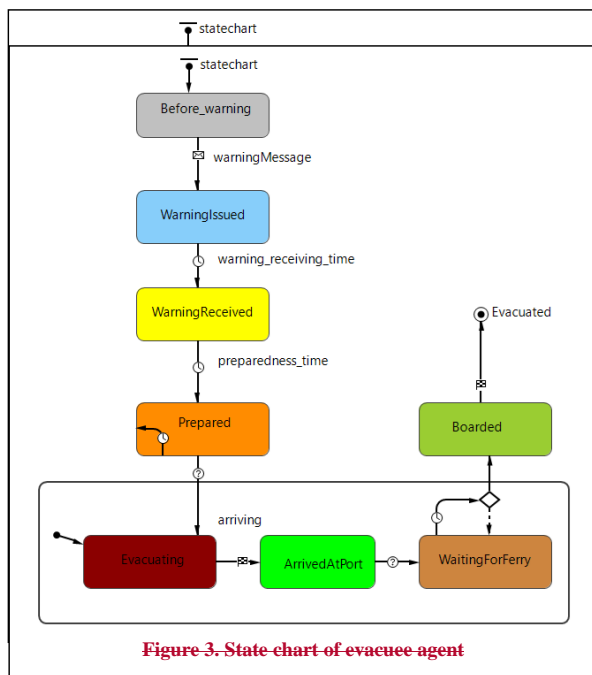 statechart
statechart
Before_warning
warningMessage
WarningIssued
warning_receiving_time
WarningReceived
Evacuated
preparedness_time
Prepared
Boarded
arriving
Evacuating
ArrivedAtPort
WaitingForFerry
Figure 3. State chart of evacuee agent